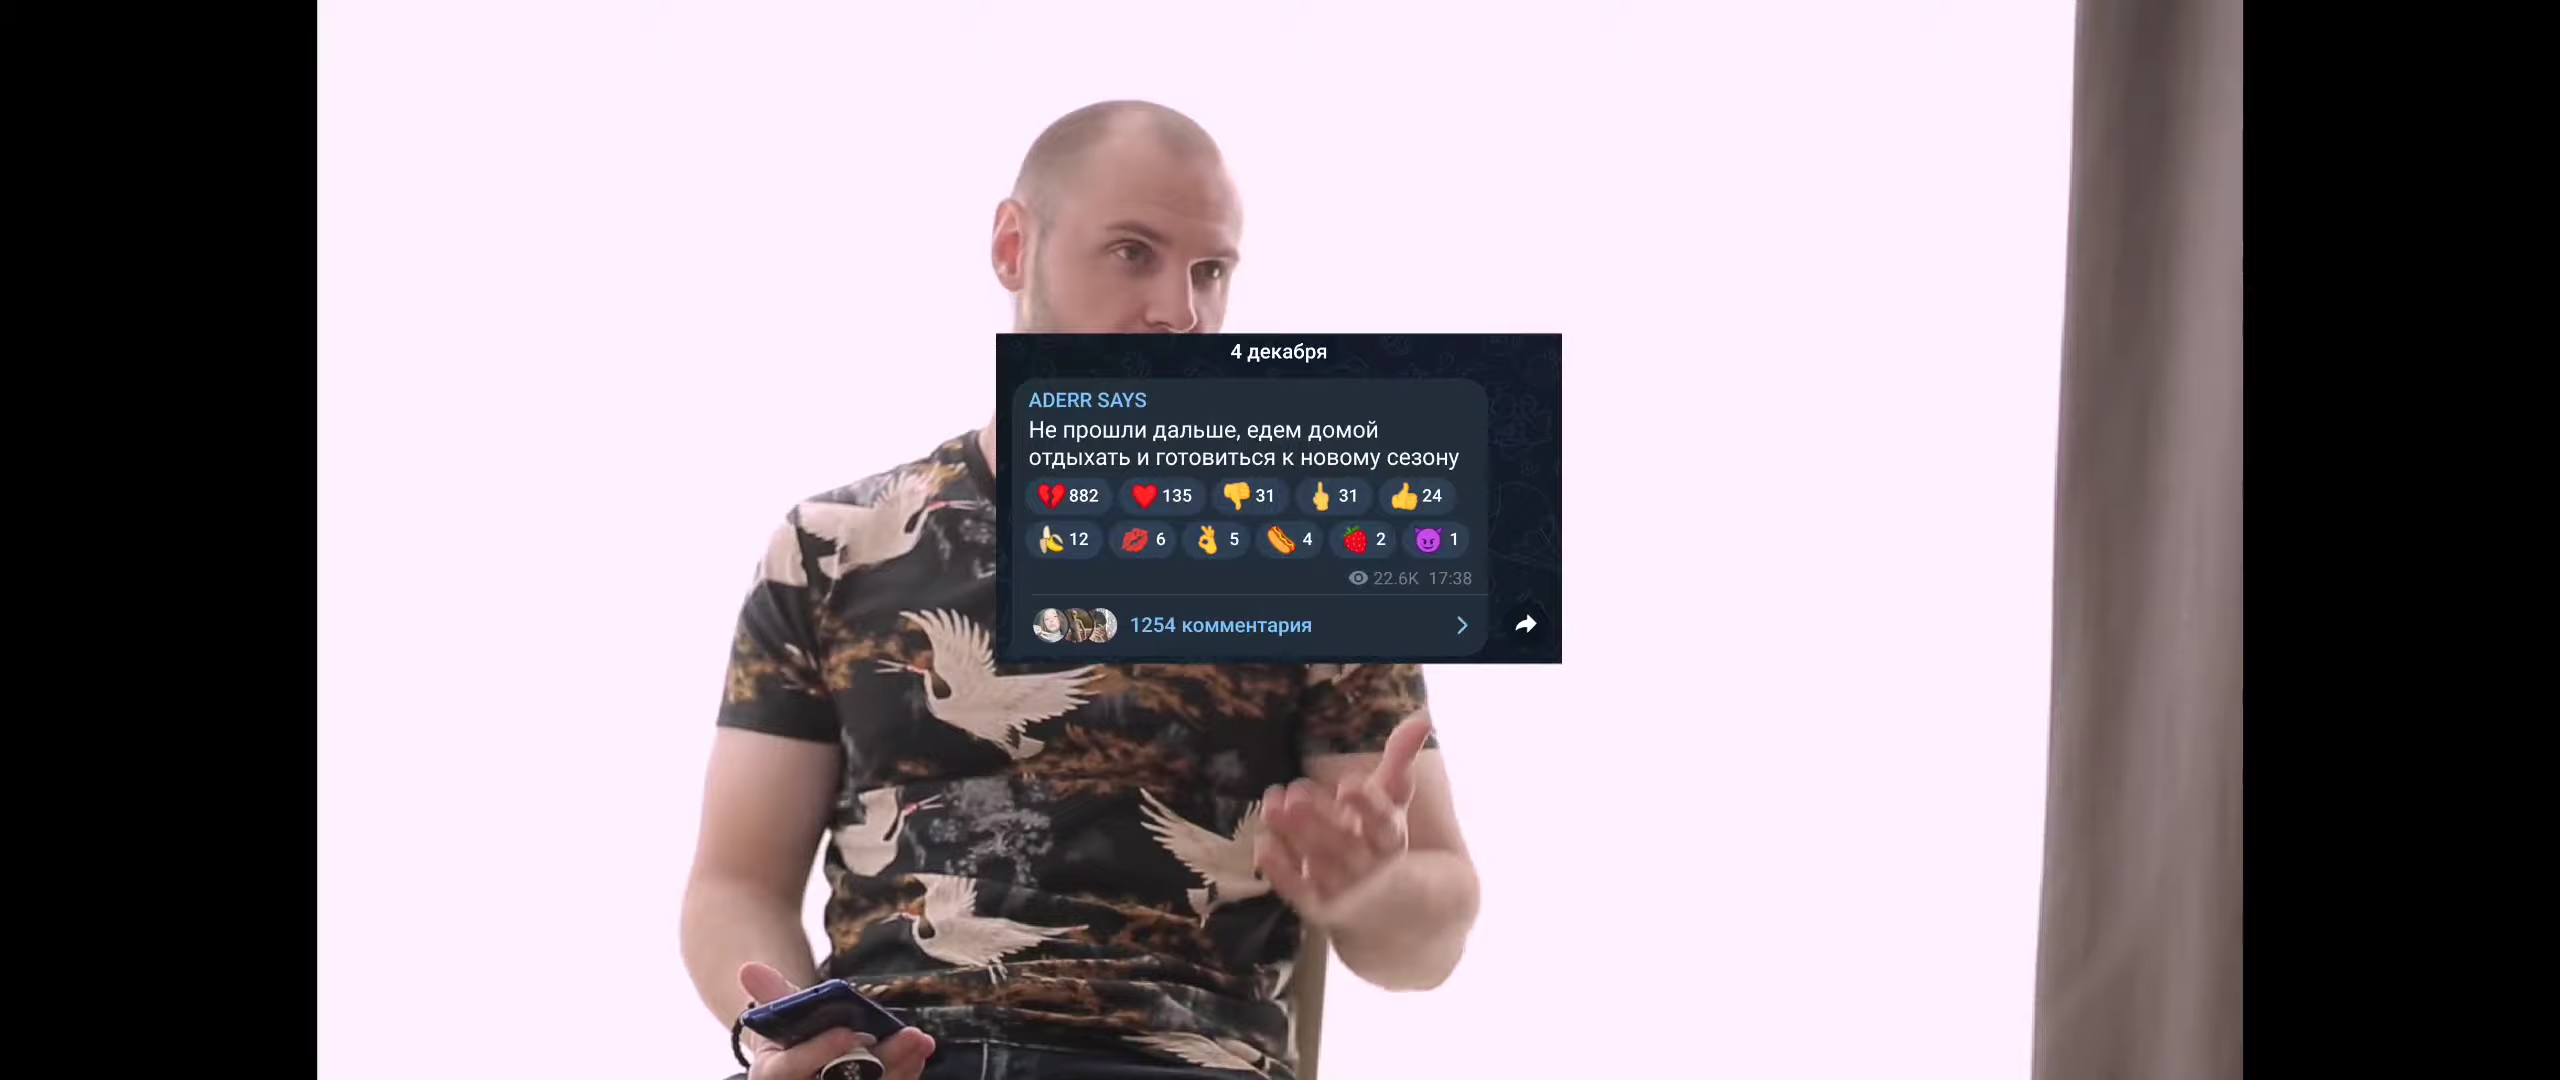 4 декабря
ADERR SAYS
Не прошли дальше, едем домой
отдыхать и готовиться к новому сезону
882 135 31 31 24
12 6 5 4 2 1
22.6K 17:38
1254 комментария